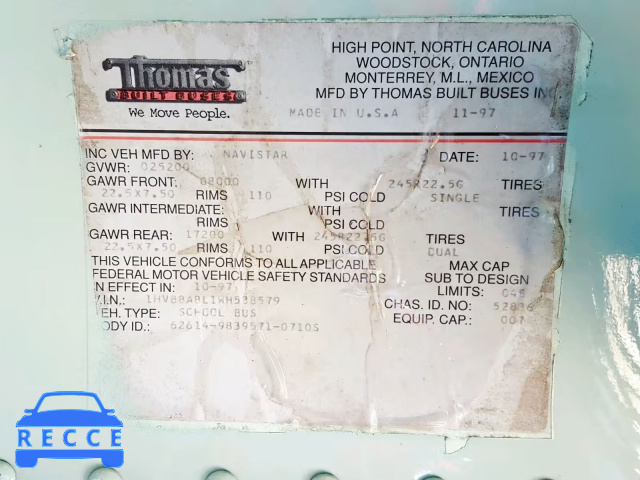 Thomas
BUILT BUSES
We Move People.
HIGH POINT, NORTH CAROLINA
WOODSTOCK, ONTARIO
MONTERREY, M.L., MEXICO
MFD BY THOMAS BUILT BUSES INC
MADE IN U.S.A 11-97
INC VEH MFD BY: NAVISTAR DATE: 10-97
GVWR: 025200
GAWR FRONT: 08000 WITH 245R22.5G TIRES
22.5X7.50 RIMS 110 PSI COLD SINGLE
GAWR INTERMEDIATE: WITH TIRES
RIMS PSI COLD
GAWR REAR: 17200 WITH 245R22.5G TIRES
22.5X7.50 RIMS 110 PSI COLD DUAL
THIS VEHICLE CONFORMS TO ALL APPLICABLE MAX CAP
FEDERAL MOTOR VEHICLE SAFETY STANDARDS SUB TO DESIGN
IN EFFECT IN: 10-97 LIMITS:
V.I.N.: 1HVBBABL1WH538579 CHAS. ID NO:
VEH. TYPE: SCHOOL BUS EQUIP. CAP.: 007
BODY ID: 62614-9839571-0710S
RECCE